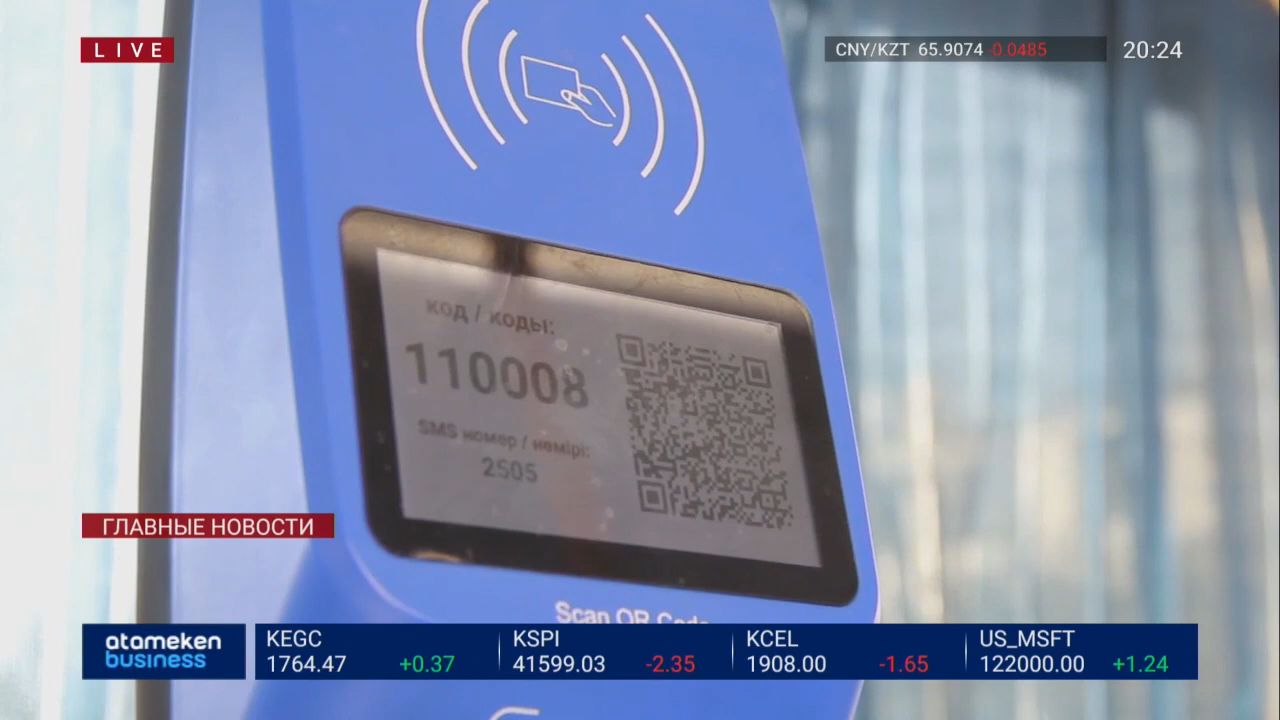 LIVE
CNY/KZT 65.9074 -0.0485
20:24
код / коды:
110008
SMS номер / нөмірі:
2505
ГЛАВНЫЕ НОВОСТИ
Scan QR Code
atameken
business
KEGC
1764.47 +0.37
KSPI
41599.03 -2.35
KCEL
1908.00 -1.65
US_MSFT
122000.00 +1.24